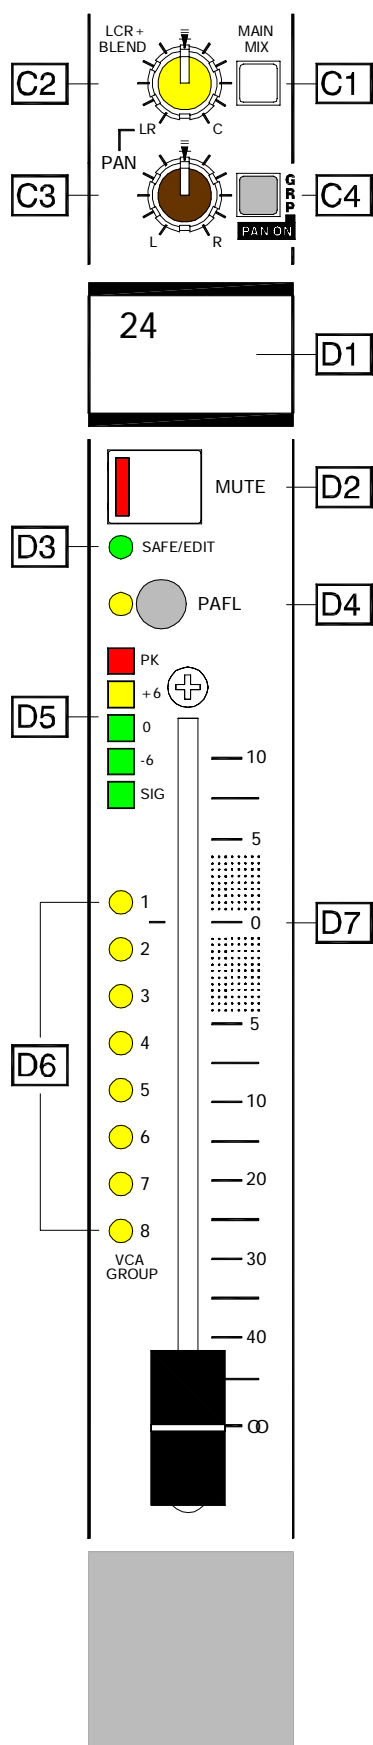 LCR+
BLEND
MAIN
MIX
C2
C1
LR
C
PAN
C3
C4
GRP
L
R
PAN ON
24
D1
MUTE
D2
D3
SAFE/EDIT
PAFL
D4
PK
+6
D5
0
-6
SIG
10
5
1
0
D7
2
3
5
4
D6
5
10
6
7
20
8
VCA
GROUP
30
40
∞